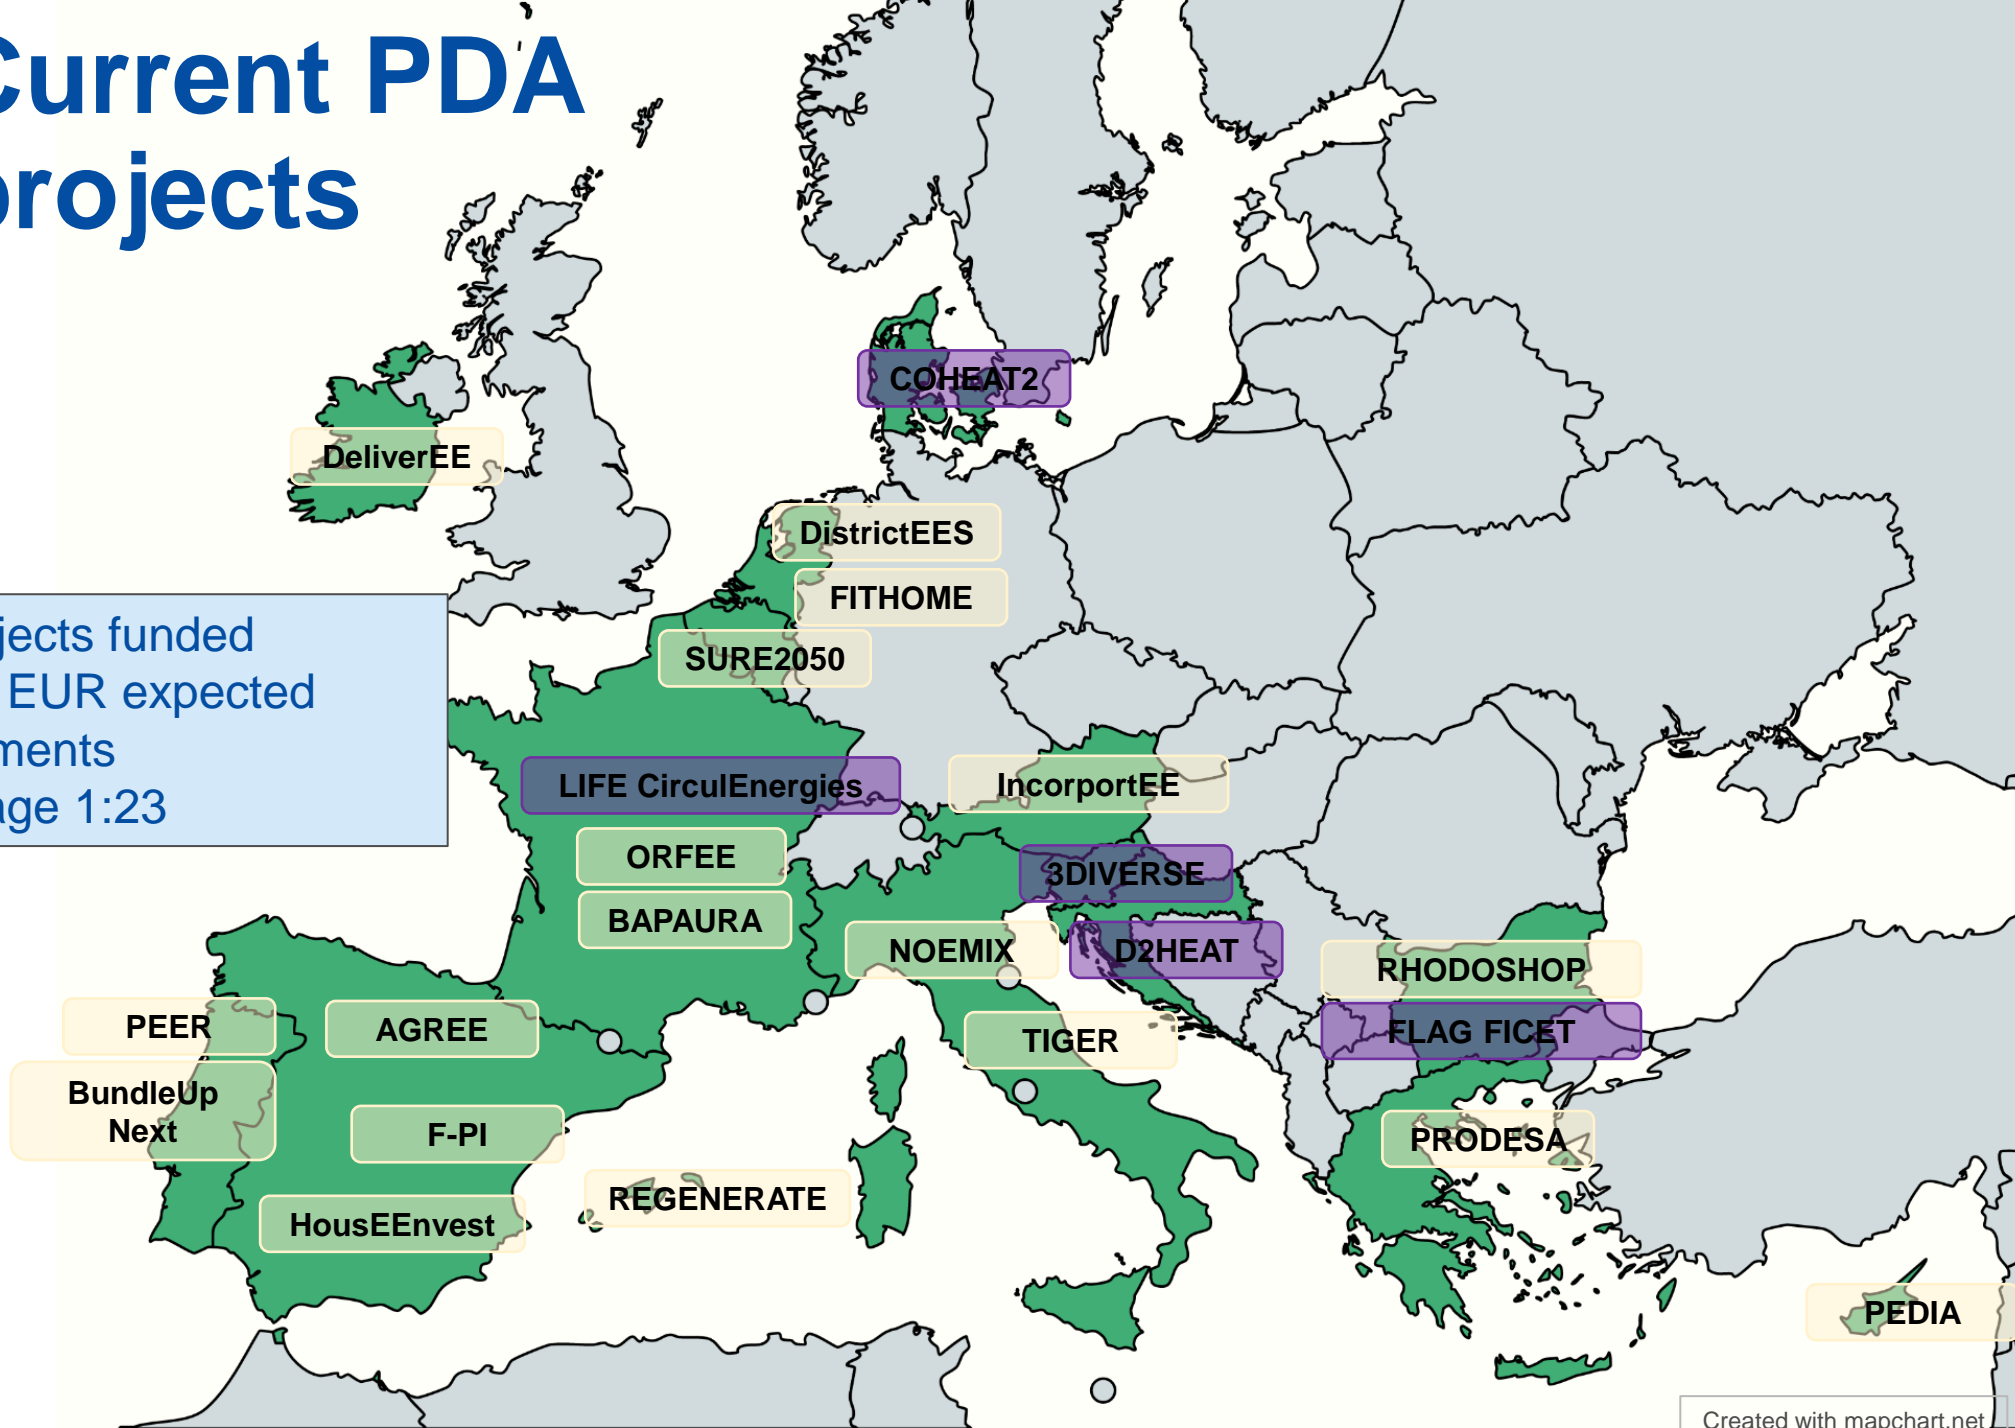 Current PDA
projects
COHEAT2
DeliverEE
DistrictEES
FITHOME
jects funded
EUR expected
ments
age 1:23
SURE2050
LIFE CirculEnergies
IncorportEE
ORFEE
3DIVERSE
BAPAURA
NOEMIX
D2HEAT
RHODOSHOP
PEER
AGREE
TIGER
FLAG FICET
BundleUp
Next
F-PI
PRODESA
REGENERATE
HousEEnvest
PEDIA
Created with mapchart.net